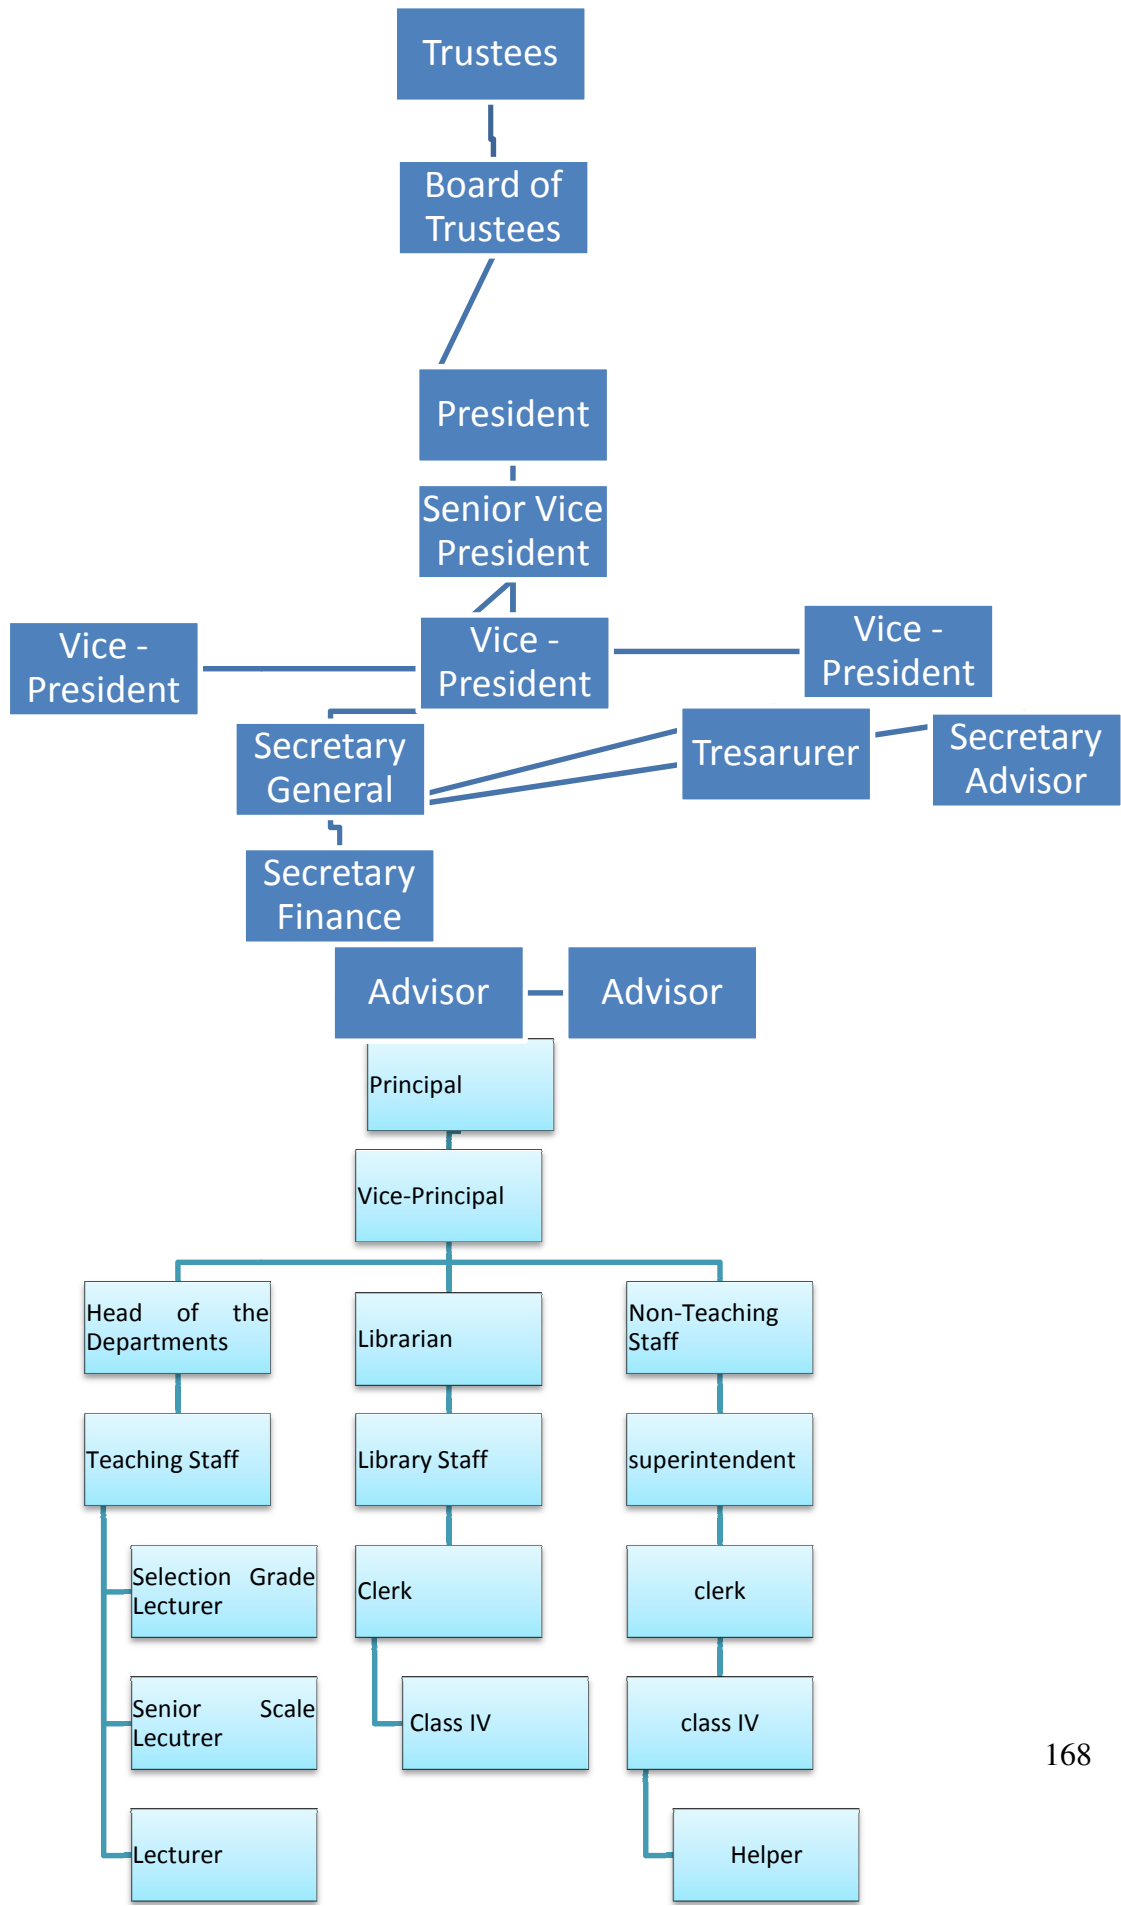 Trustees
Board of
Trustees
President
Senior Vice
President
Vice -
President
Vice -
President
Vice -
President
Secretary
General
Tresarurer
Secretary
Advisor
Secretary
Finance
Advisor
Advisor
Principal
Vice-Principal
Head of the
Departments
Librarian
Non-Teaching
Staff
Teaching Staff
Library Staff
superintendent
Selection Grade
Lecturer
Clerk
clerk
Senior Scale
Lecutrer
Class IV
class IV
168
Lecturer
Helper